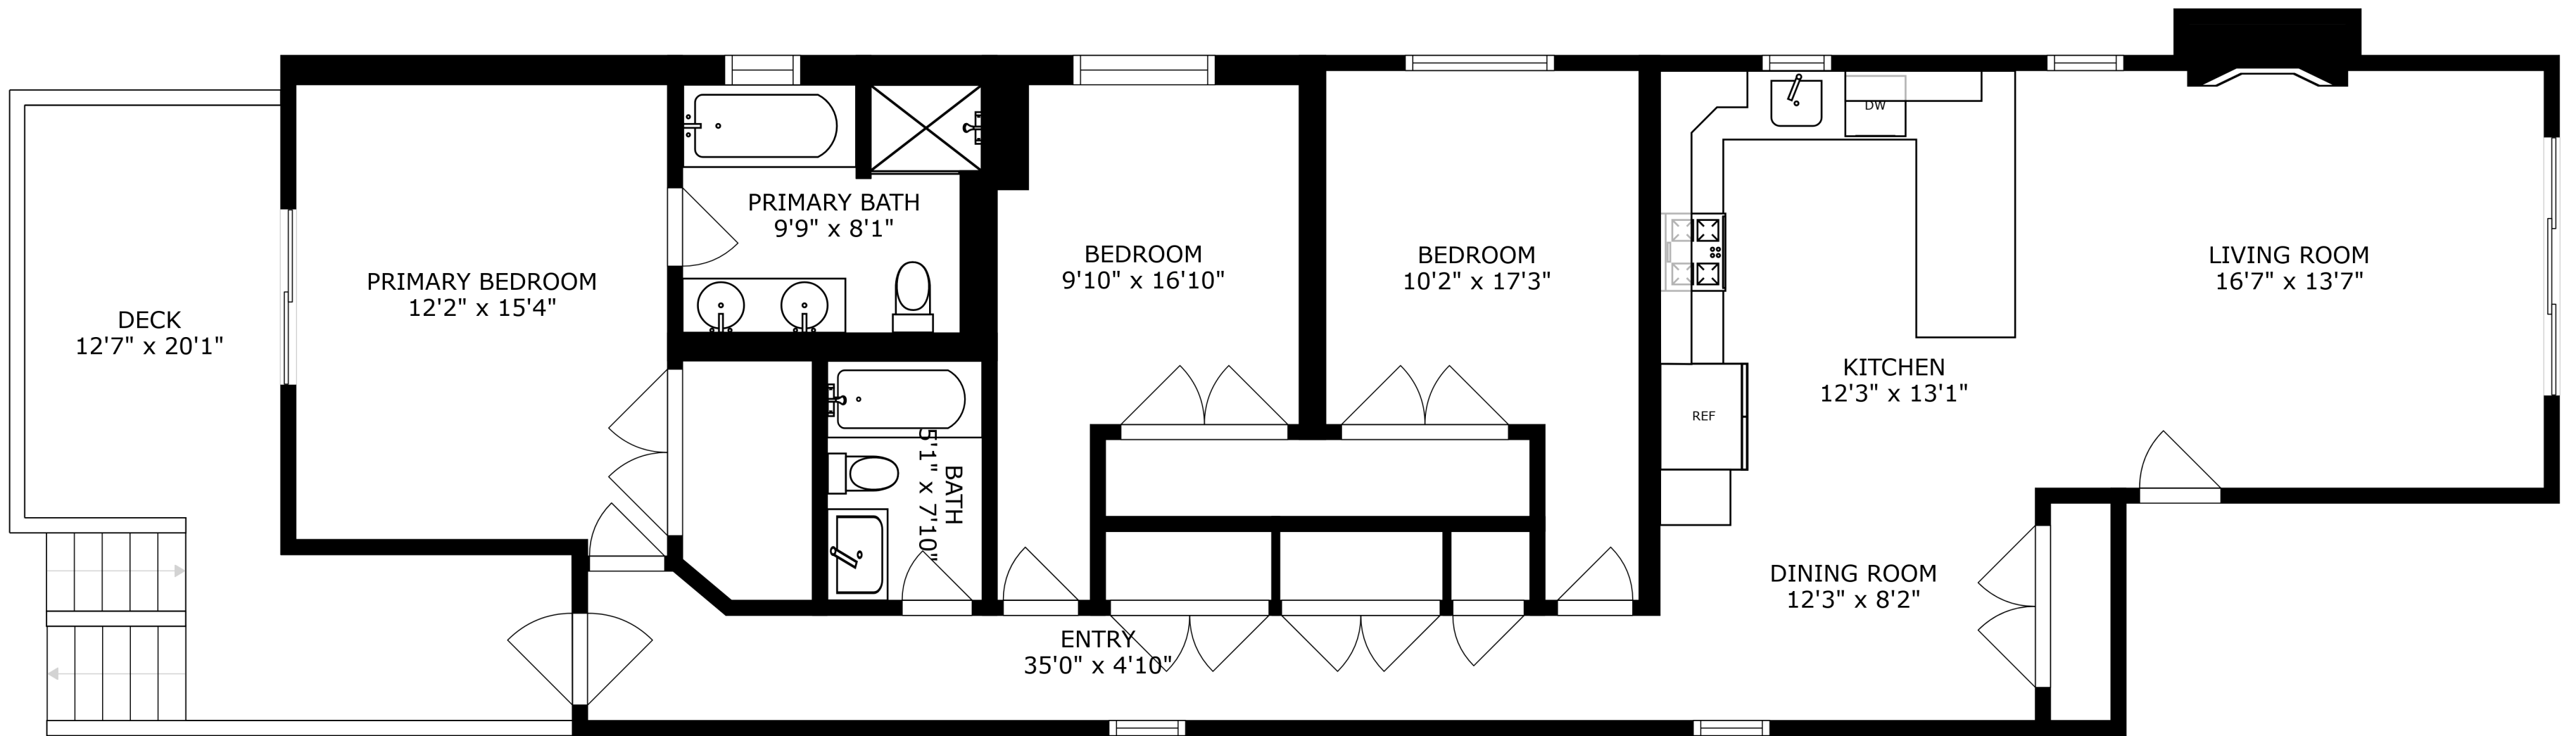 DECK
12'7" x 20'1"
PRIMARY BEDROOM
12'2" x 15'4"
PRIMARY BATH
9'9" x 8'1"
BATH
5'1" x 7'10"
BEDROOM
9'10" x 16'10"
BEDROOM
10'2" x 17'3"
ENTRY
35'0" x 4'10"
DW
REF
KITCHEN
12'3" x 13'1"
DINING ROOM
12'3" x 8'2"
LIVING ROOM
16'7" x 13'7"